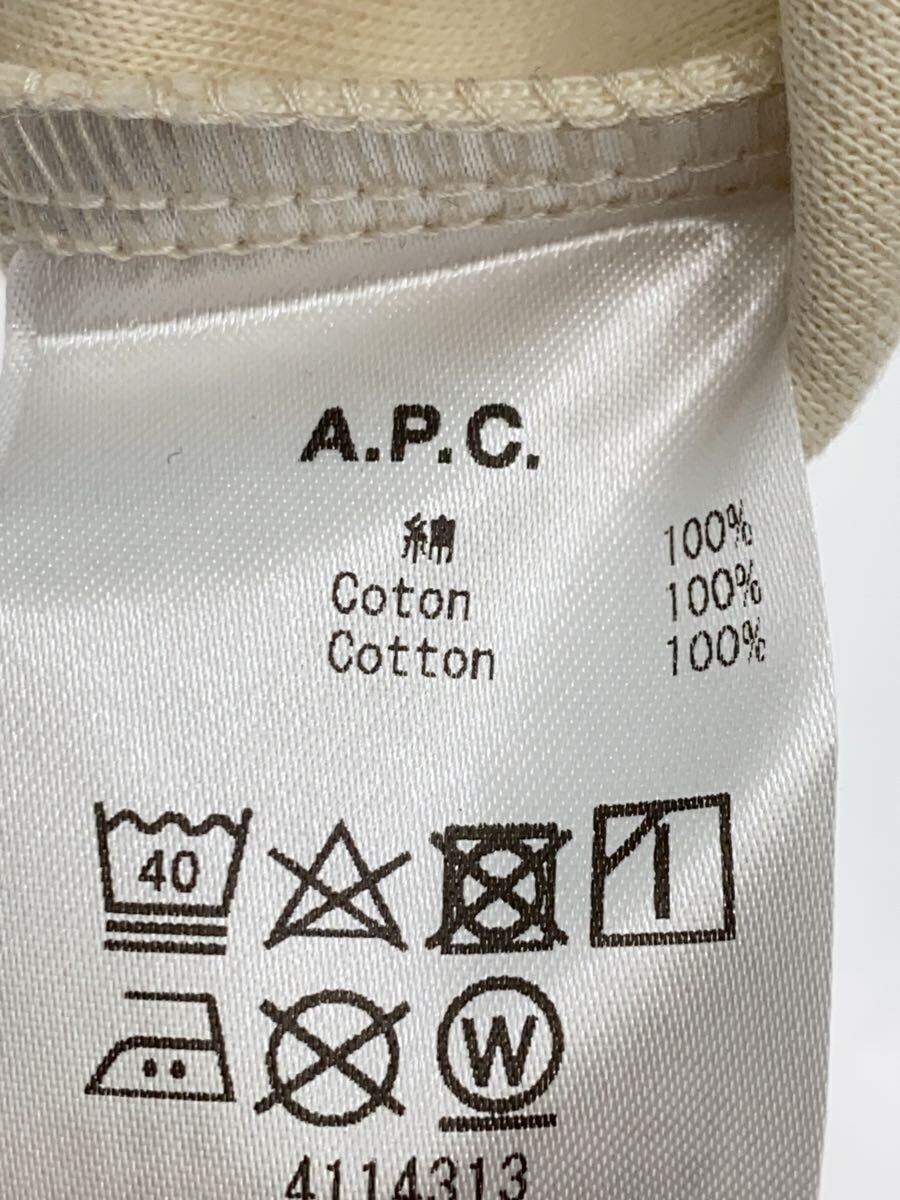 A.P.C.
綿 100%
Coton 100%
Cotton 100%
40
W
4114313